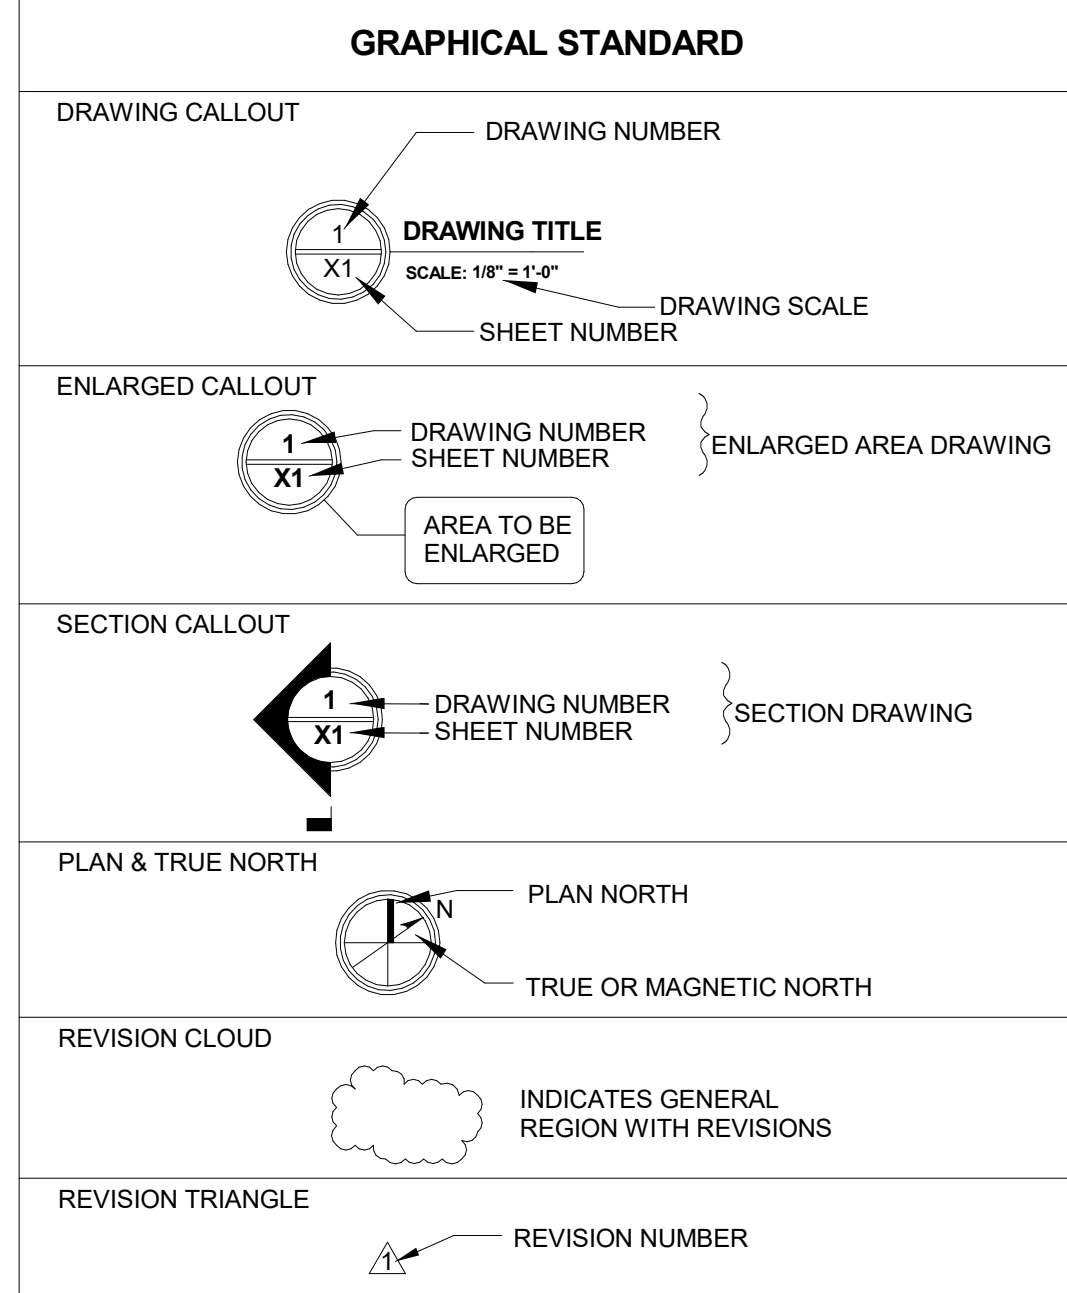 GRAPHICAL STANDARD
DRAWING CALLOUT
DRAWING NUMBER
1
X1
DRAWING TITLE
SCALE: 1/8" = 1'-0"
DRAWING SCALE
SHEET NUMBER
ENLARGED CALLOUT
1
X1
DRAWING NUMBER
SHEET NUMBER
ENLARGED AREA DRAWING
AREA TO BE
ENLARGED
SECTION CALLOUT
1
X1
DRAWING NUMBER
SHEET NUMBER
SECTION DRAWING
PLAN & TRUE NORTH
PLAN NORTH
N
TRUE OR MAGNETIC NORTH
REVISION CLOUD
INDICATES GENERAL
REGION WITH REVISIONS
REVISION TRIANGLE
1
REVISION NUMBER